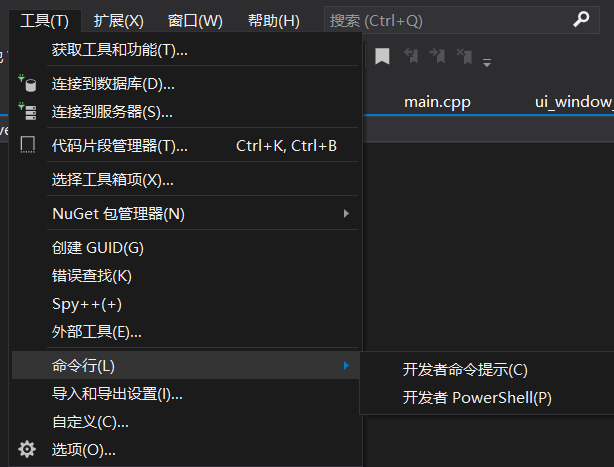 工具(T) 扩展(X) 窗口(W) 帮助(H) 搜索 (Ctrl+Q)
获取工具和功能(T)...
连接到数据库(D)...
连接到服务器(S)...
main.cpp ui_window_
代码片段管理器(T)... Ctrl+K, Ctrl+B
选择工具箱项(X)...
NuGet 包管理器(N)
创建 GUID(G)
错误查找(K)
Spy++(+)
外部工具(E)...
命令行(L)
开发者命令提示(C)
开发者 PowerShell(P)
导入和导出设置(I)...
自定义(C)...
选项(O)...